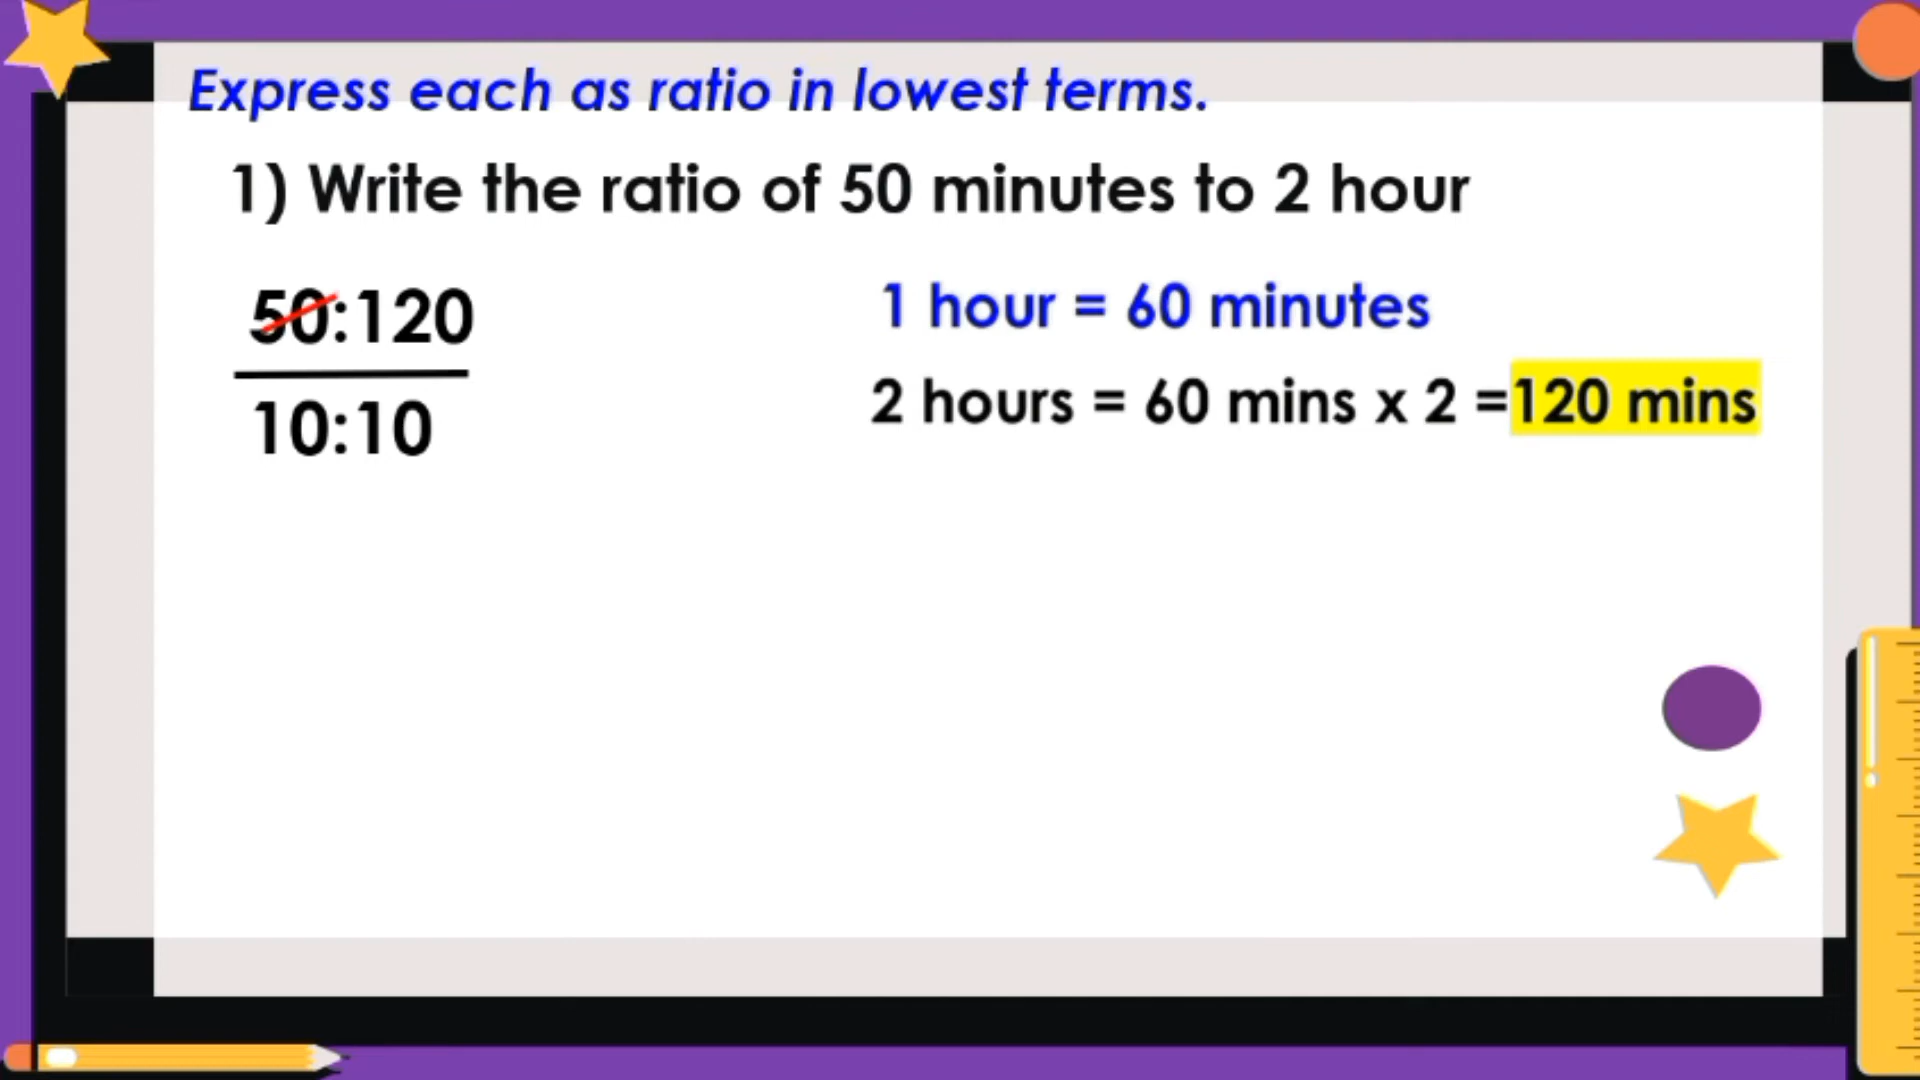 Express each as ratio in lowest terms.
1) Write the ratio of 50 minutes to 2 hour
50:120
10:10
1 hour = 60 minutes
2 hours = 60 mins x 2 =120 mins